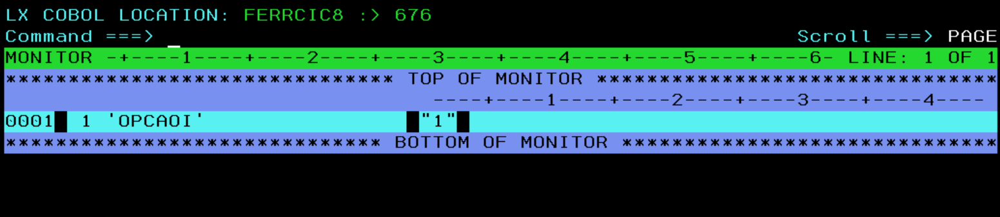 LX COBOL LOCATION: FERRCIC8 :> 676
Command ===> Scroll ===> PAGE
MONITOR -+----1----+----2----+----3----+----4----+----5----+----6- LINE: 1 OF 1
******************************* TOP OF MONITOR ********************************
----+----1----+----2----+----3----+----4----
0001 1 'OPCAOI' "1"
****************************** BOTTOM OF MONITOR ******************************